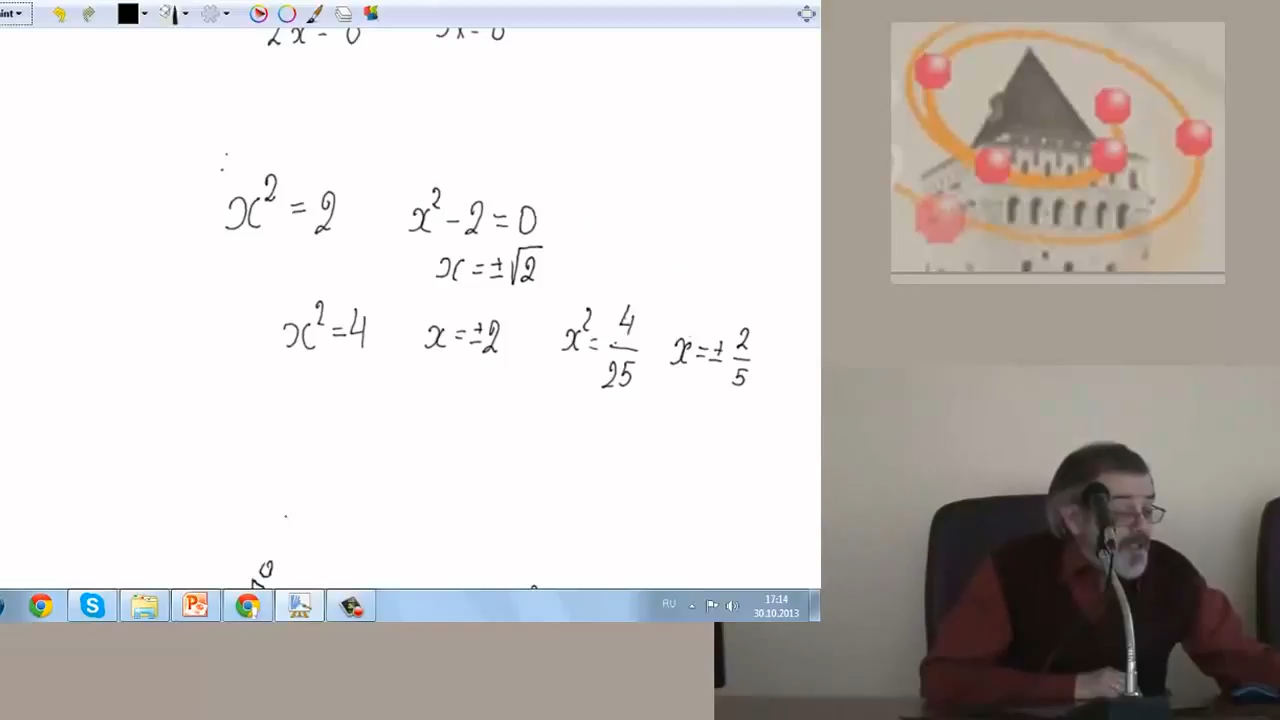 int
x² = 2 x² - 2 = 0
x = ±√2
x² = 4 x = ±2 x² = 4/25 x = ± 2/5
RU 17:14
30.10.2013